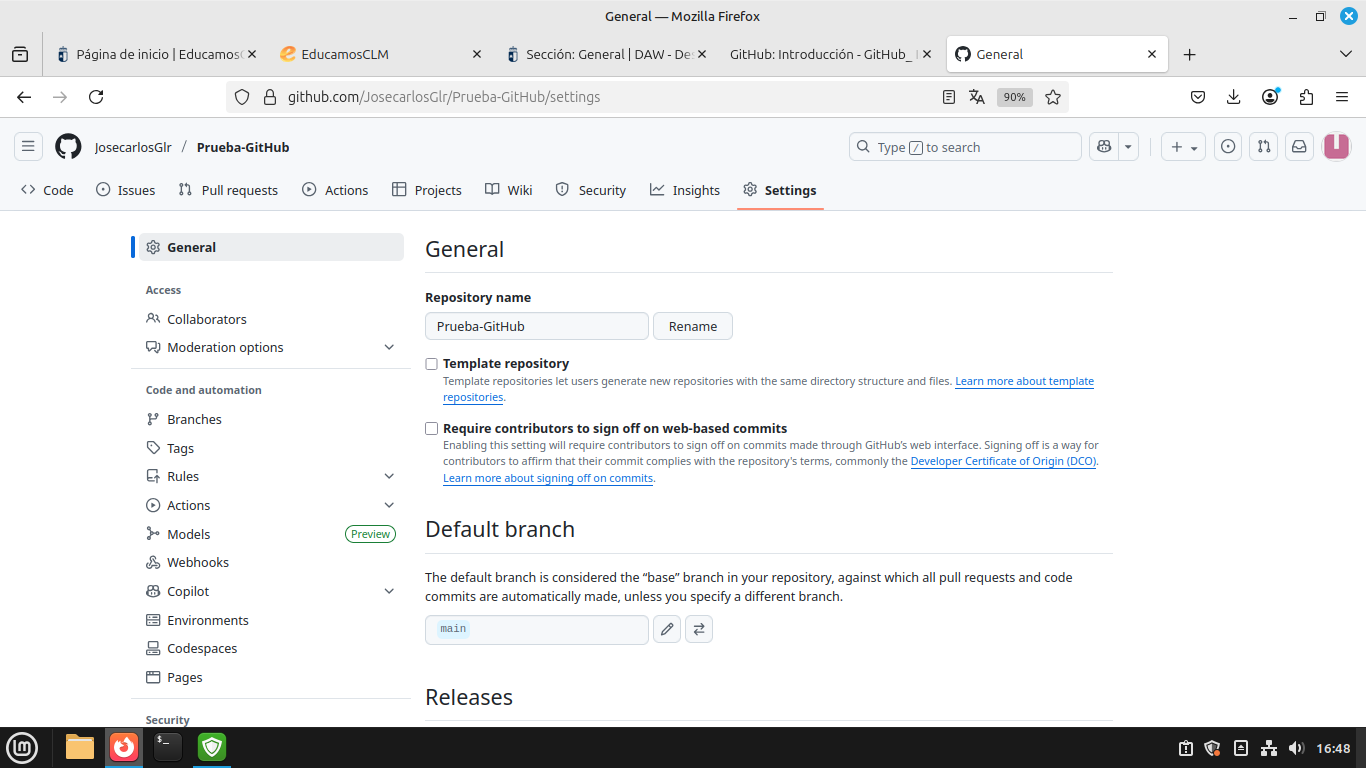 General — Mozilla Firefox
Página de inicio | EducamosC
EducamosCLM
Sección: General | DAW - Des
GitHub: Introducción - GitHub_
General
github.com/JosecarlosGlr/Prueba-GitHub/settings
90%
JosecarlosGlr / Prueba-GitHub
Type / to search
Code
Issues
Pull requests
Actions
Projects
Wiki
Security
Insights
Settings
General
Access
Collaborators
Moderation options
Code and automation
Branches
Tags
Rules
Actions
Models
Preview
Webhooks
Copilot
Environments
Codespaces
Pages
Security
General
Repository name
Prueba-GitHub
Rename
Template repository
Template repositories let users generate new repositories with the same directory structure and files. Learn more about template
repositories.
Require contributors to sign off on web-based commits
Enabling this setting will require contributors to sign off on commits made through GitHub’s web interface. Signing off is a way for
contributors to affirm that their commit complies with the repository's terms, commonly the Developer Certificate of Origin (DCO).
Learn more about signing off on commits.
Default branch
The default branch is considered the “base” branch in your repository, against which all pull requests and code
commits are automatically made, unless you specify a different branch.
main
Releases
16:48